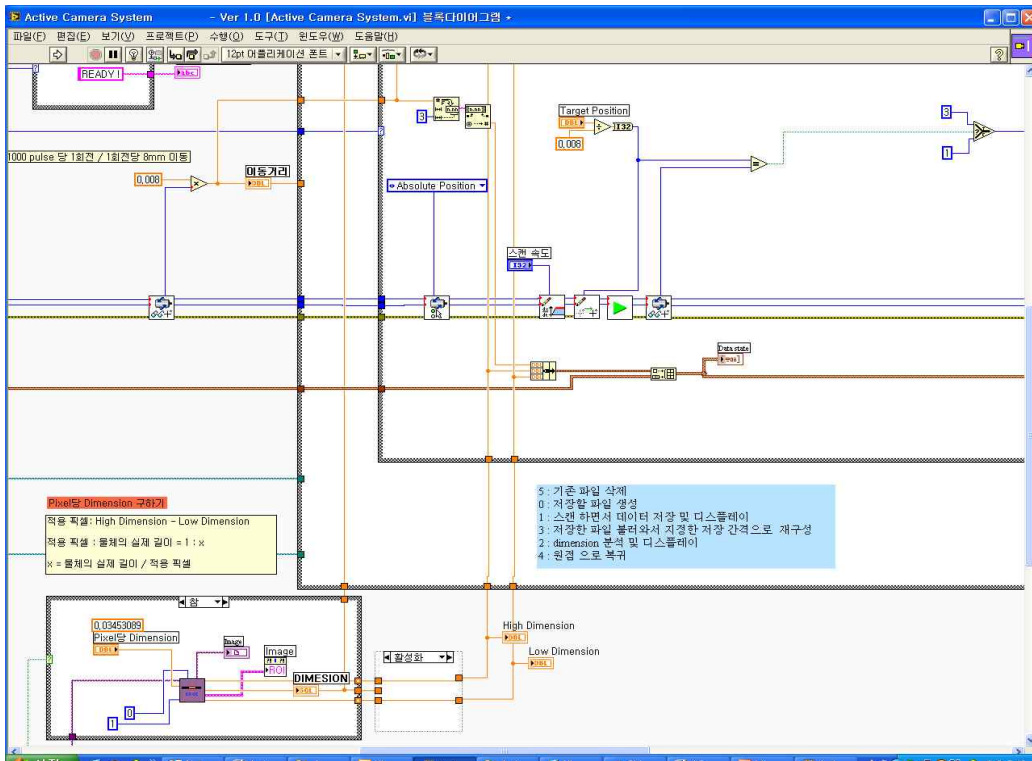 Active Camera System - Ver 1.0 [Active Camera System.vi] 블록다이어그램 *
파일(F) 편집(E) 보기(V) 프로젝트(P) 수행(O) 도구(T) 윈도우(W) 도움말(H)
12pt 어플리케이션 폰트
READY !
abc
3
Target Position
DBL
I32
0,008
3
1
1000 pulse 당 1회전 / 1회전당 8mm 이동
0,008
이동거리
DBL
Absolute Position
스캔 속도
I32
Data state
Pixel당 Dimension 구하기
적용 픽셀: High Dimension - Low Dimension
적용 픽셀 : 물체의 실제 길이 = 1 : x
x = 물체의 실제 길이 / 적용 픽셀
5 : 기존 파일 삭제
0 : 저장할 파일 생성
1 : 스캔 하면서 데이터 저장 및 디스플레이
3 : 저장한 파일 불러와서 지정한 저장 간격으로 재구성
2 : dimension 분석 및 디스플레이
4 : 원점 으로 복귀
참
0,03453089
Pixel당 Dimension
DBL
Image
Image
ROI
DIMESION
DBL
0
1
활성화
High Dimension
DBL
Low Dimension
DBL